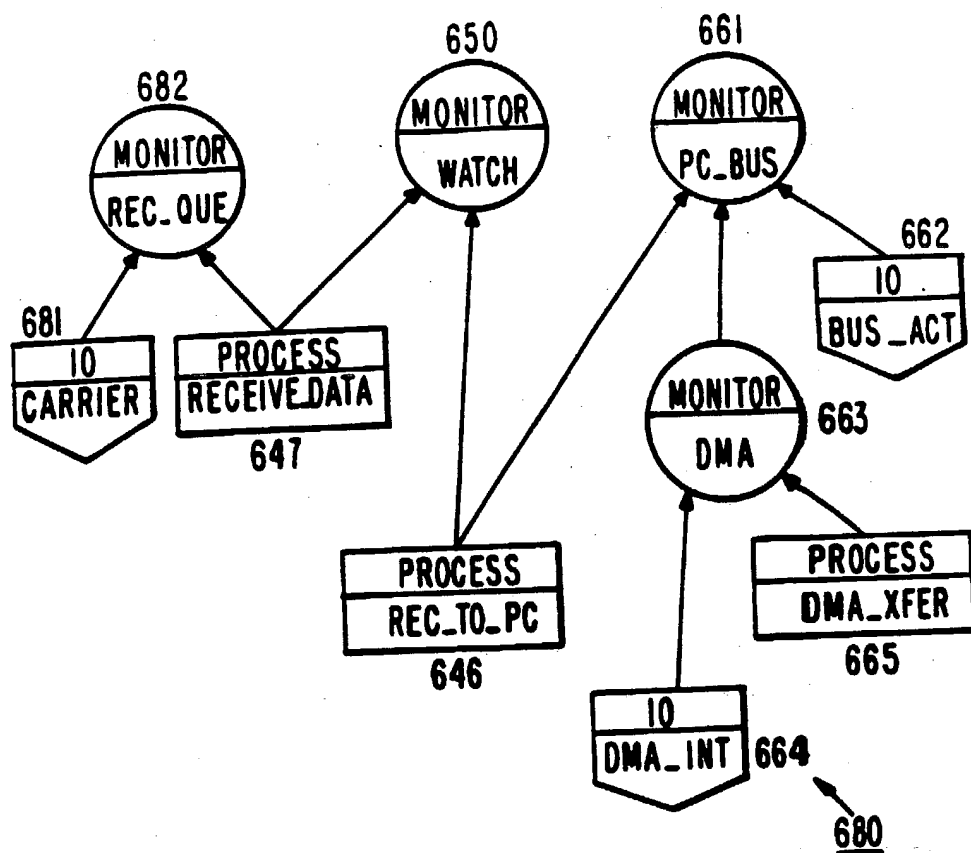 682
MONITOR
REC_QUE
650
MONITOR
WATCH
661
MONITOR
PC_BUS
662
IO
BUS_ACT
681
IO
CARRIER
PROCESS
RECEIVE_DATA
647
MONITOR
DMA
663
PROCESS
REC_TO_PC
646
PROCESS
DMA_XFER
665
IO
DMA_INT
664
680